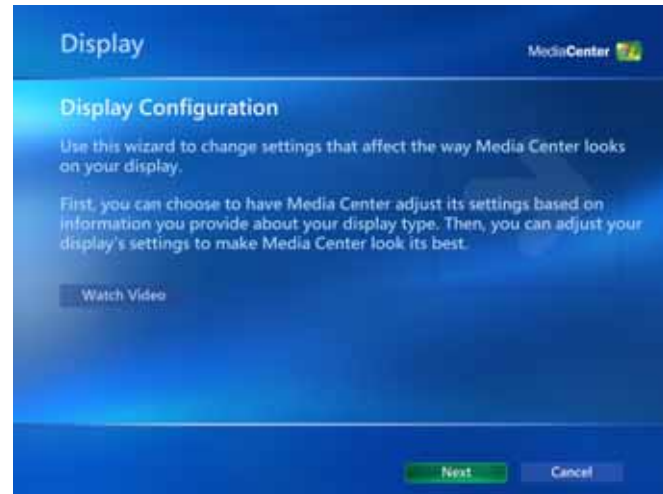 Display
MediaCenter
Display Configuration
Use this wizard to change settings that affect the way Media Center looks
on your display.
First, you can choose to have Media Center adjust its settings based on
information you provide about your display type. Then, you can adjust your
display's settings to make Media Center look its best.
Watch Video
Next
Cancel